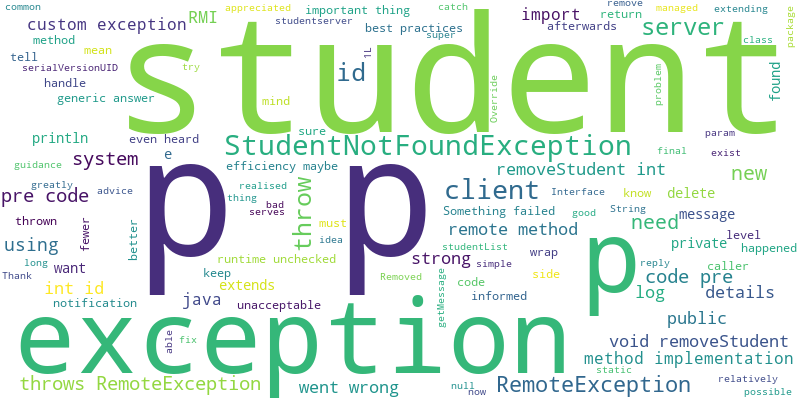 common
custom exception
RMI
appreciated
important thing
catch
remove
managed
extending
package
studentserver
best practices
import
return
method
mean
super
afterwards
server
class
tell
student
1L
serialVersionUID
try
id
handle
Override
problem
found
generic answer
mind
println
even heard
sure
param
StudentNotFoundException
final
exist
system
e
efficiency maybe
removeStudent int
new
guidance
greatly
advice
realised
thing
client
Interface
know
delete
pre code
bad
serves
throw
Something failed
good
String
message
thrown
fewer
better
p p
must
idea
remote method
need
level
using
studentList
private
happened
long
runtime unchecked
strong
wrap
p
reply
caller
Thank
want
keep
Removed
simple
code
side
code pre
int id
extends
getMessage
log
details
notification
java
unacceptable
informed
public
able
fix
exception
void removeStudent
method implementation
static
throws RemoteException
went wrong
null
now
RemoteException
relatively
possible